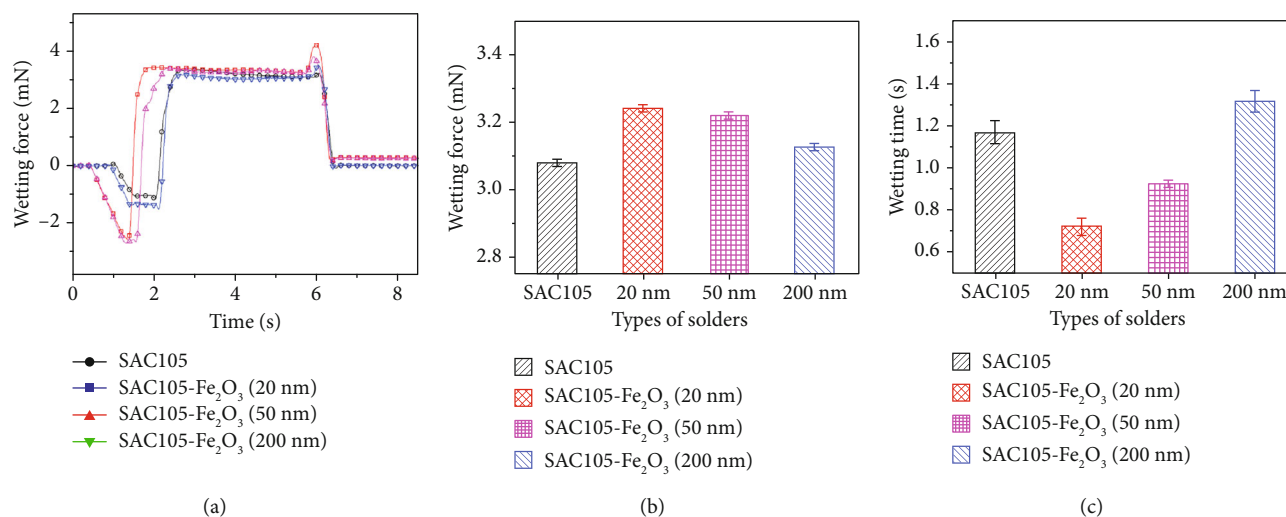 4
2
0
−2
Wetting force (mN)
0 2 4 6 8
Time (s)
SAC105
SAC105-Fe₂O₃ (20 nm)
SAC105-Fe₂O₃ (50 nm)
SAC105-Fe₂O₃ (200 nm)
(a)
3.4
3.2
3.0
2.8
Wetting force (mN)
SAC105 20 nm 50 nm 200 nm
Types of solders
SAC105
SAC105-Fe₂O₃ (20 nm)
SAC105-Fe₂O₃ (50 nm)
SAC105-Fe₂O₃ (200 nm)
(b)
1.6
1.4
1.2
1.0
0.8
0.6
Wetting time (s)
SAC105 20 nm 50 nm 200 nm
Types of solders
SAC105
SAC105-Fe₂O₃ (20 nm)
SAC105-Fe₂O₃ (50 nm)
SAC105-Fe₂O₃ (200 nm)
(c)